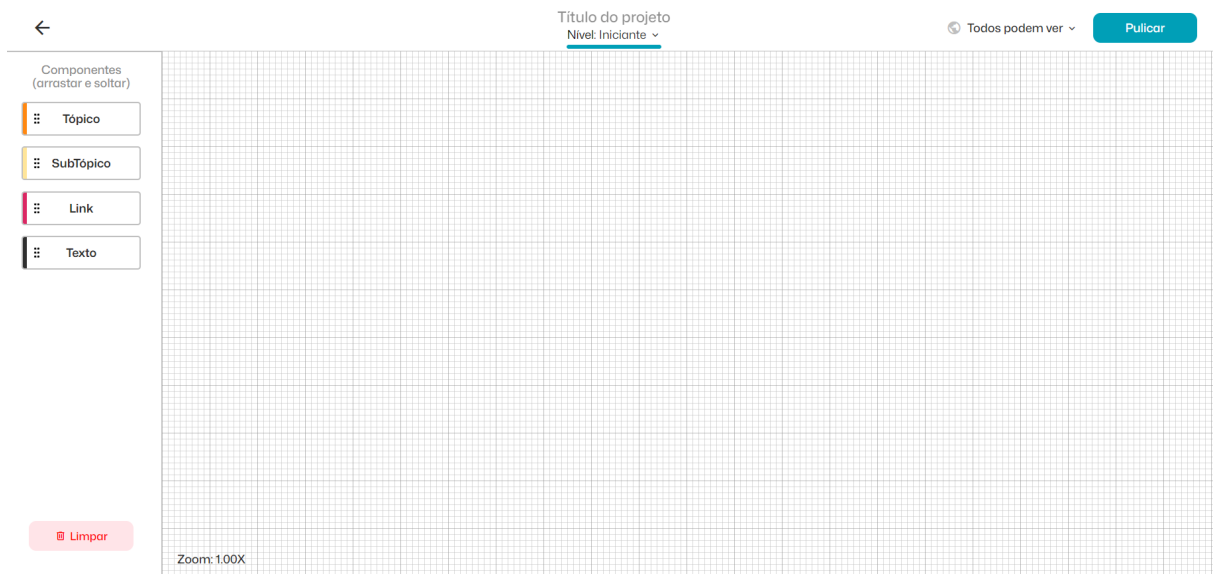 Título do projeto
Nível: Iniciante
Todos podem ver
Pulicar
Componentes
(arrastar e soltar)
Tópico
SubTópico
Link
Texto
Limpar
Zoom: 1.00X